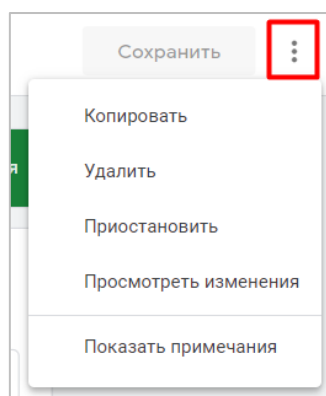 Сохранить
Копировать
я
Удалить
Приостановить
Просмотреть изменения
Показать примечания